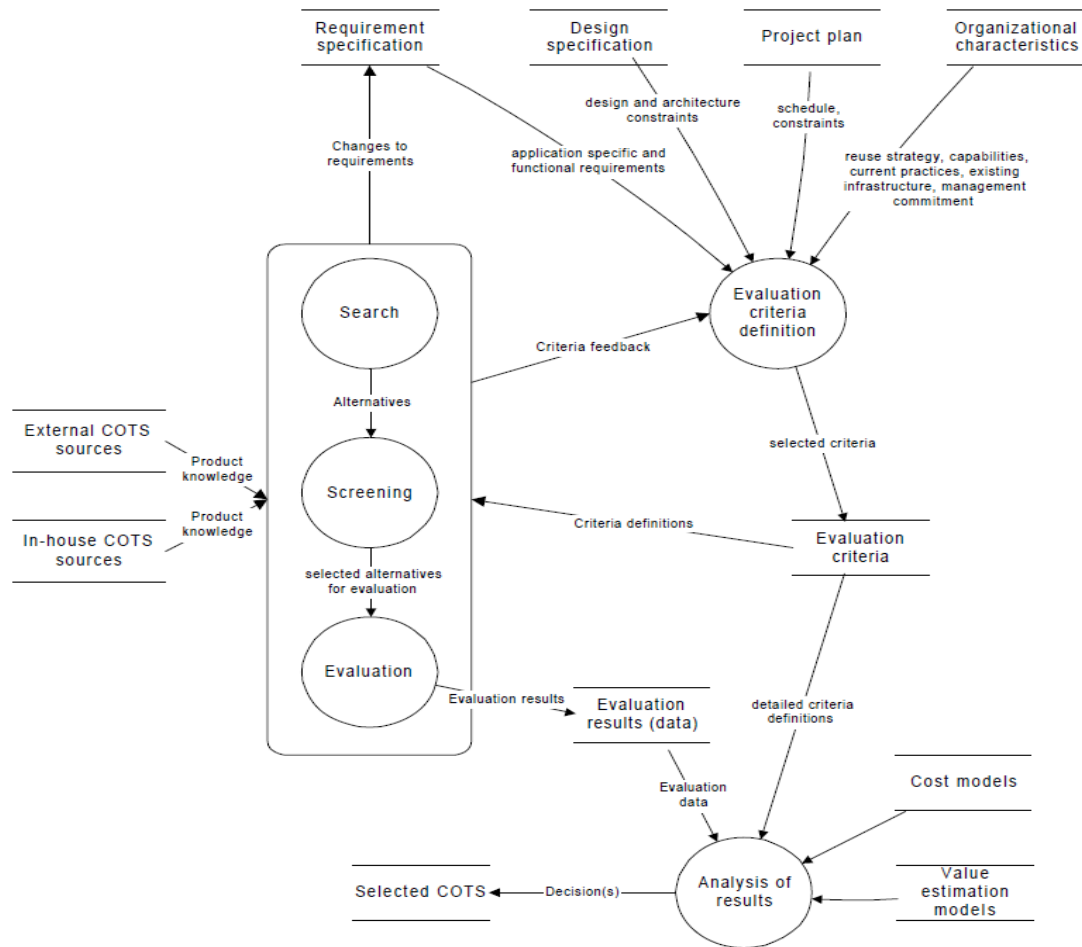 Requirement
specification
Design
specification
Project plan
Organizational
characteristics
design and architecture
constraints
schedule,
constraints
Changes to
requirements
application specific and
functional requirements
reuse strategy, capabilities,
current practices, existing
infrastructure, management
commitment
Search
Evaluation
criteria
definition
Criteria feedback
Alternatives
External COTS
sources
Product
knowledge
selected criteria
Screening
Product
knowledge
In-house COTS
sources
Criteria definitions
Evaluation
criteria
selected alternatives
for evaluation
Evaluation
Evaluation results
Evaluation
results (data)
detailed criteria
definitions
Evaluation
data
Cost models
Selected COTS
Decision(s)
Analysis of
results
Value
estimation
models